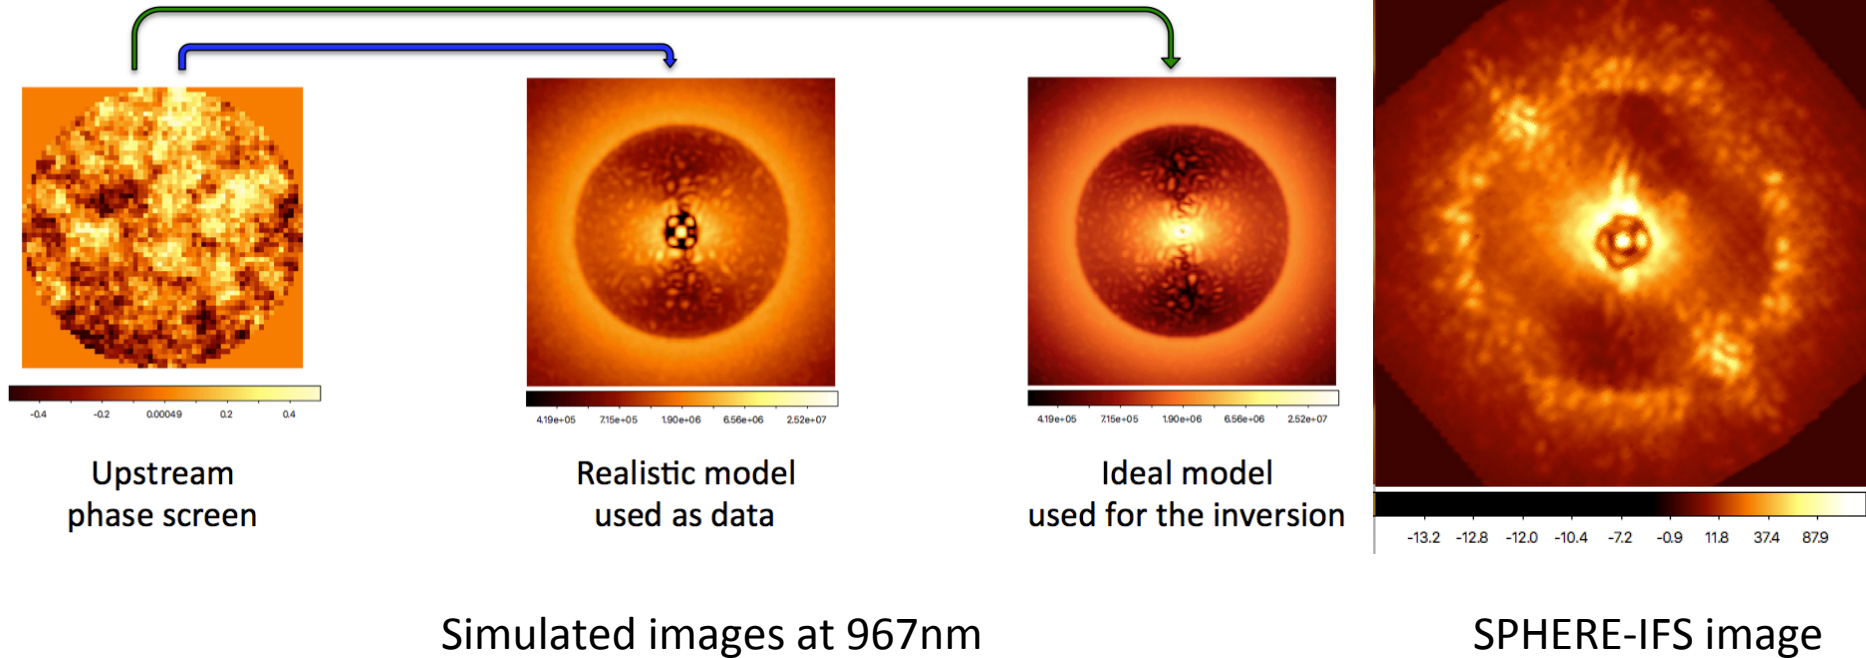 -0.4 -0.2 0.00049 0.2 0.4
4.19e+05 7.15e+05 1.90e+06 6.56e+06 2.52e+07
4.19e+05 7.15e+05 1.90e+06 6.56e+06 2.52e+07
-13.2 -12.8 -12.0 -10.4 -7.2 -0.9 11.8 37.4 87.9
Upstream
phase screen
Realistic model
used as data
Ideal model
used for the inversion
Simulated images at 967nm
SPHERE-IFS image